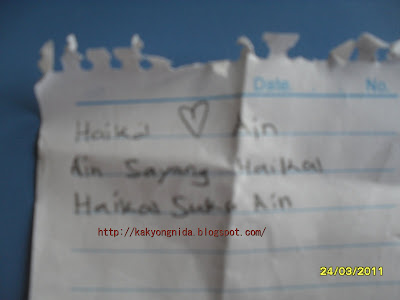 Date. No.
Haikal Ain
Ain Sayang Haikal
Haikal Suka Ain
http://kakyongnida.blogspot.com/
24/03/2011